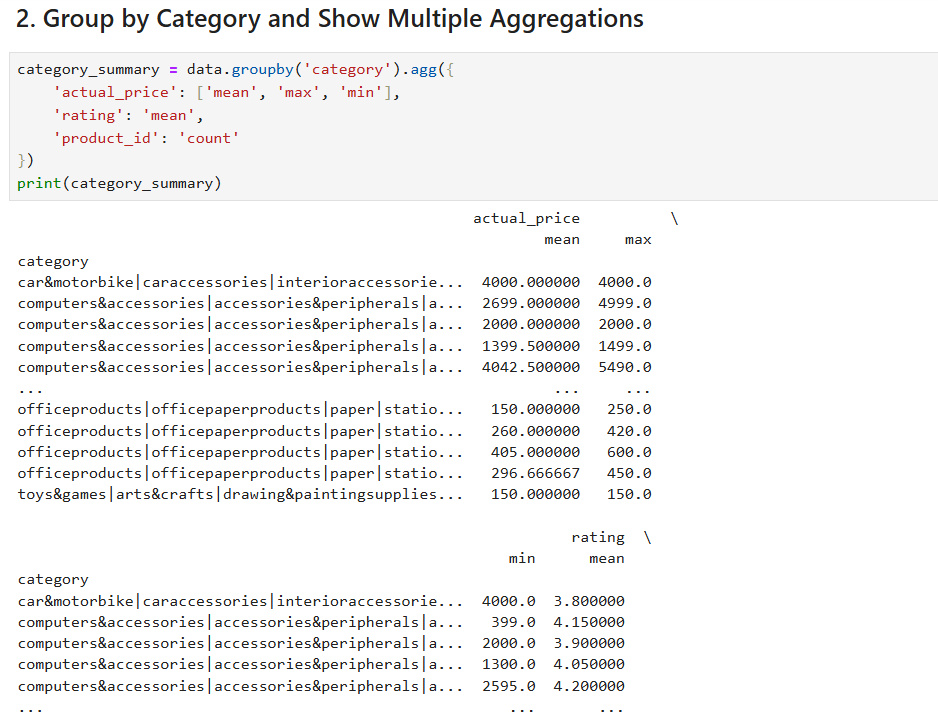 2. Group by Category and Show Multiple Aggregations
category_summary = data.groupby('category').agg({
    'actual_price': ['mean', 'max', 'min'],
    'rating': 'mean',
    'product_id': 'count'
})
print(category_summary)
                                                   actual_price          \
                                                           mean     max
category
car&motorbike|caraccessories|interioraccessorie...  4000.000000  4000.0
computers&accessories|accessories&peripherals|a...  2699.000000  4999.0
computers&accessories|accessories&peripherals|a...  2000.000000  2000.0
computers&accessories|accessories&peripherals|a...  1399.500000  1499.0
computers&accessories|accessories&peripherals|a...  4042.500000  5490.0
...                                                         ...     ...
officeproducts|officepaperproducts|paper|statio...   150.000000   250.0
officeproducts|officepaperproducts|paper|statio...   260.000000   420.0
officeproducts|officepaperproducts|paper|statio...   405.000000   600.0
officeproducts|officepaperproducts|paper|statio...   296.666667   450.0
toys&games|arts&crafts|drawing&paintingsupplies...   150.000000   150.0
                                                              rating  \
                                                       min      mean
category
car&motorbike|caraccessories|interioraccessorie...  4000.0  3.800000
computers&accessories|accessories&peripherals|a...   399.0  4.150000
computers&accessories|accessories&peripherals|a...  2000.0  3.900000
computers&accessories|accessories&peripherals|a...  1300.0  4.050000
computers&accessories|accessories&peripherals|a...  2595.0  4.200000
...                                                    ...       ...